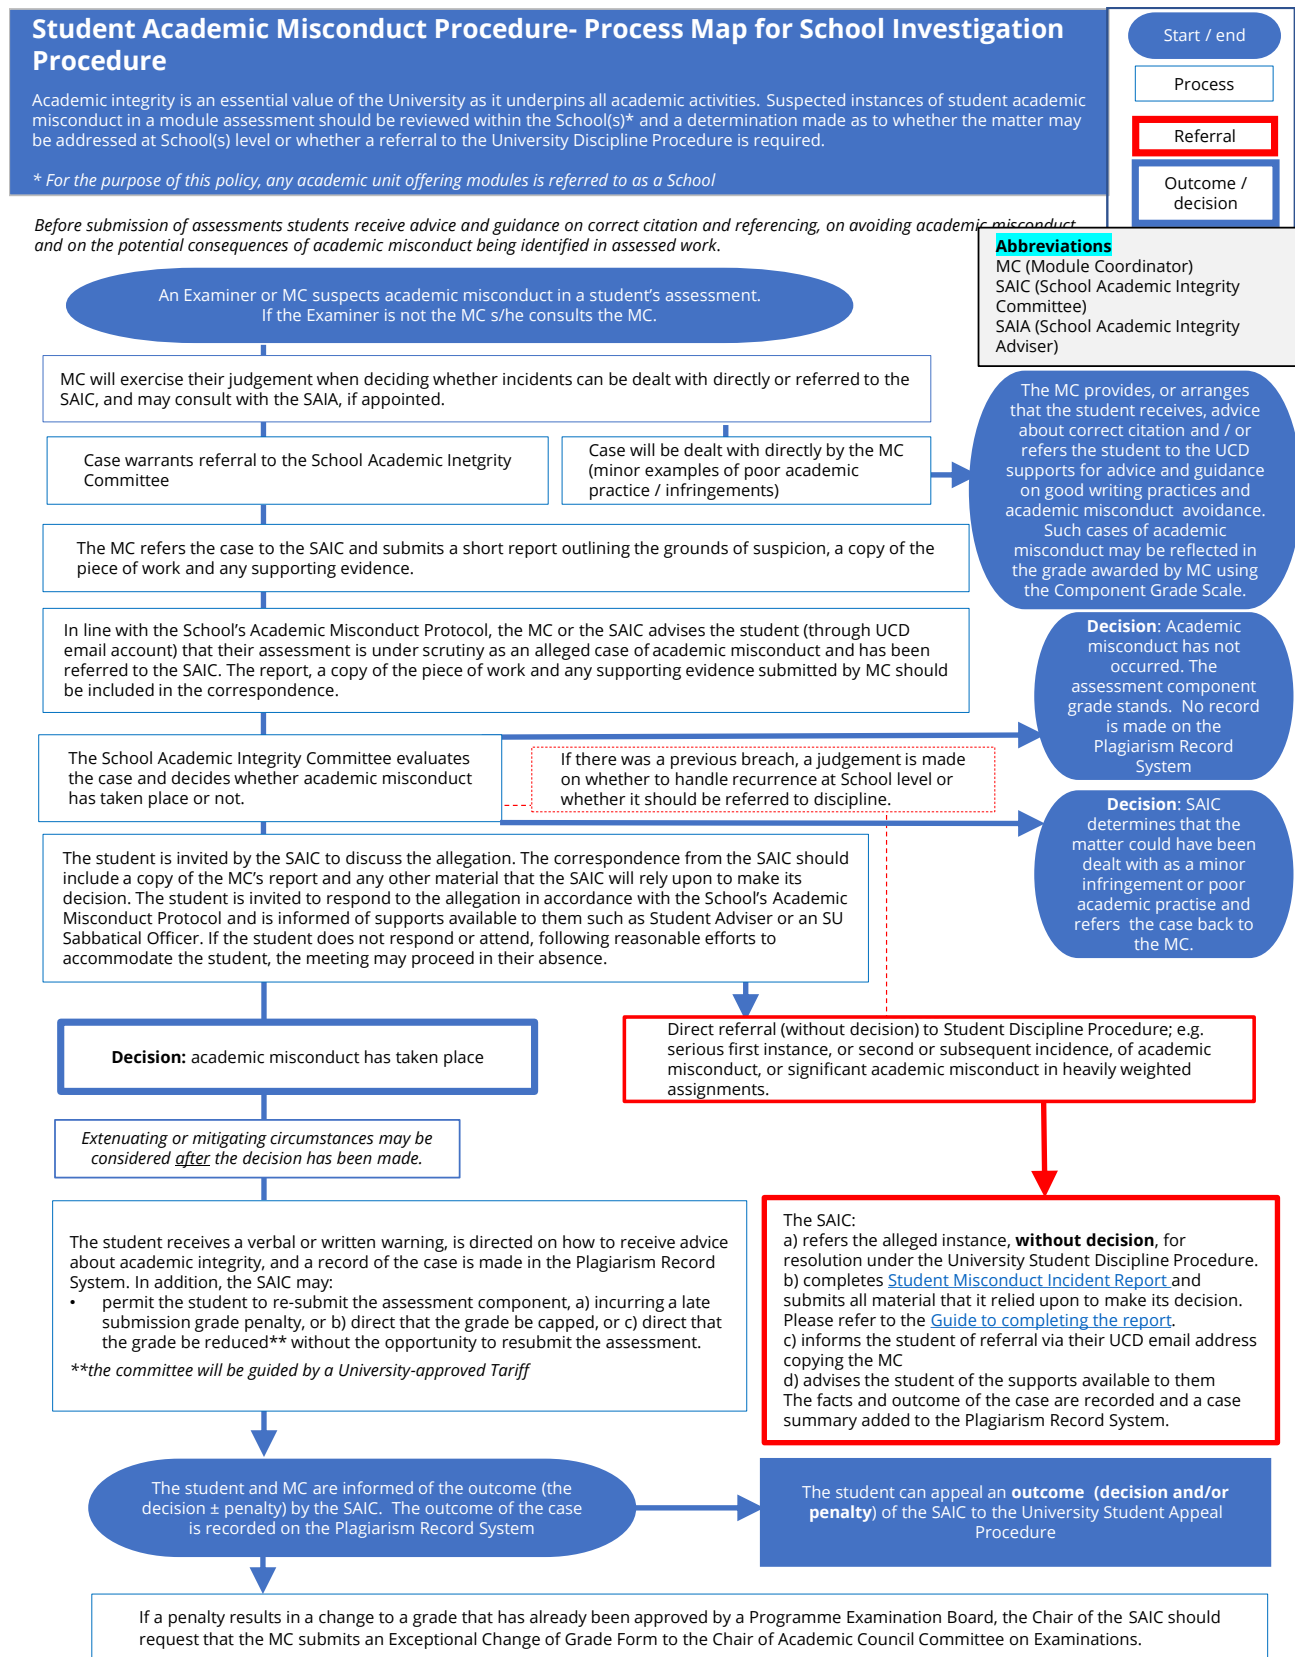 Student Academic Misconduct Procedure- Process Map for School Investigation
Procedure
Academic integrity is an essential value of the University as it underpins all academic activities. Suspected instances of student academic
misconduct in a module assessment should be reviewed within the School(s)* and a determination made as to whether the matter may
be addressed at School(s) level or whether a referral to the University Discipline Procedure is required.
* For the purpose of this policy, any academic unit offering modules is referred to as a School
Start / end
Process
Referral
Outcome /
decision
Before submission of assessments students receive advice and guidance on correct citation and referencing, on avoiding academic misconduct
and on the potential consequences of academic misconduct being identified in assessed work.
Abbreviations
MC (Module Coordinator)
SAIC (School Academic Integrity
Committee)
SAIA (School Academic Integrity
Adviser)
An Examiner or MC suspects academic misconduct in a student's assessment.
If the Examiner is not the MC s/he consults the MC.
MC will exercise their judgement when deciding whether incidents can be dealt with directly or referred to the
SAIC, and may consult with the SAIA, if appointed.
Case warrants referral to the School Academic Inetgrity
Committee
Case will be dealt with directly by the MC
(minor examples of poor academic
practice / infringements)
The MC provides, or arranges
that the student receives, advice
about correct citation and / or
refers the student to the UCD
supports for advice and guidance
on good writing practices and
academic misconduct avoidance.
Such cases of academic
misconduct may be reflected in
the grade awarded by MC using
the Component Grade Scale.
The MC refers the case to the SAIC and submits a short report outlining the grounds of suspicion, a copy of the
piece of work and any supporting evidence.
In line with the School's Academic Misconduct Protocol, the MC or the SAIC advises the student (through UCD
email account) that their assessment is under scrutiny as an alleged case of academic misconduct and has been
referred to the SAIC. The report, a copy of the piece of work and any supporting evidence submitted by MC should
be included in the correspondence.
Decision: Academic
misconduct has not
occurred. The
assessment component
grade stands. No record
is made on the
Plagiarism Record
System
The School Academic Integrity Committee evaluates
the case and decides whether academic misconduct
has taken place or not.
If there was a previous breach, a judgement is made
on whether to handle recurrence at School level or
whether it should be referred to discipline.
Decision: SAIC
determines that the
matter could have been
dealt with as a minor
infringement or poor
academic practise and
refers the case back to
the MC.
The student is invited by the SAIC to discuss the allegation. The correspondence from the SAIC should
include a copy of the MC's report and any other material that the SAIC will rely upon to make its
decision. The student is invited to respond to the allegation in accordance with the School's Academic
Misconduct Protocol and is informed of supports available to them such as Student Adviser or an SU
Sabbatical Officer. If the student does not respond or attend, following reasonable efforts to
accommodate the student, the meeting may proceed in their absence.
Decision: academic misconduct has taken place
Direct referral (without decision) to Student Discipline Procedure; e.g.
serious first instance, or second or subsequent incidence, of academic
misconduct, or significant academic misconduct in heavily weighted
assignments.
Extenuating or mitigating circumstances may be
considered after the decision has been made.
The student receives a verbal or written warning, is directed on how to receive advice
about academic integrity, and a record of the case is made in the Plagiarism Record
System. In addition, the SAIC may:
• permit the student to re-submit the assessment component, a) incurring a late
submission grade penalty, or b) direct that the grade be capped, or c) direct that
the grade be reduced** without the opportunity to resubmit the assessment.
**the committee will be guided by a University-approved Tariff
The SAIC:
a) refers the alleged instance, without decision, for
resolution under the University Student Discipline Procedure.
b) completes Student Misconduct Incident Report and
submits all material that it relied upon to make its decision.
Please refer to the Guide to completing the report.
c) informs the student of referral via their UCD email address
copying the MC
d) advises the student of the supports available to them
The facts and outcome of the case are recorded and a case
summary added to the Plagiarism Record System.
The student and MC are informed of the outcome (the
decision ± penalty) by the SAIC. The outcome of the case
is recorded on the Plagiarism Record System
The student can appeal an outcome (decision and/or
penalty) of the SAIC to the University Student Appeal
Procedure
If a penalty results in a change to a grade that has already been approved by a Programme Examination Board, the Chair of the SAIC should
request that the MC submits an Exceptional Change of Grade Form to the Chair of Academic Council Committee on Examinations.